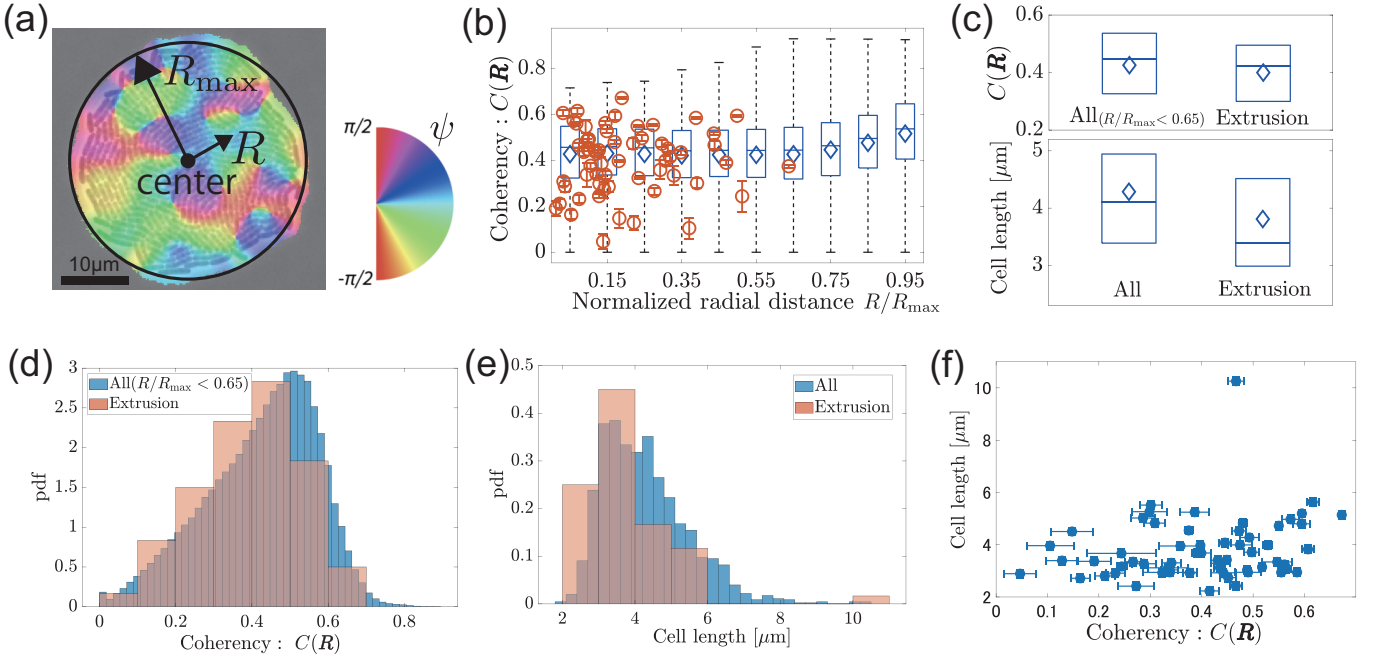 (a)
R_max
R
center
10μm
π/2
ψ
-π/2
(b)
Coherency : C(R)
0.8
0.6
0.4
0.2
0
0.15 0.35 0.55 0.75 0.95
Normalized radial distance R/R_max
(c)
C(R)
0.6
0.4
0.2
All(R/R_max < 0.65) Extrusion
Cell length [μm]
5
4
3
All Extrusion
(d)
pdf
3
2.5
2
1.5
1
0.5
0
All(R/R_max < 0.65)
Extrusion
0 0.2 0.4 0.6 0.8
Coherency : C(R)
(e)
pdf
0.5
0.4
0.3
0.2
0.1
0
All
Extrusion
2 4 6 8 10
Cell length [μm]
(f)
Cell length [μm]
10
8
6
4
2
0 0.1 0.2 0.3 0.4 0.5 0.6
Coherency : C(R)